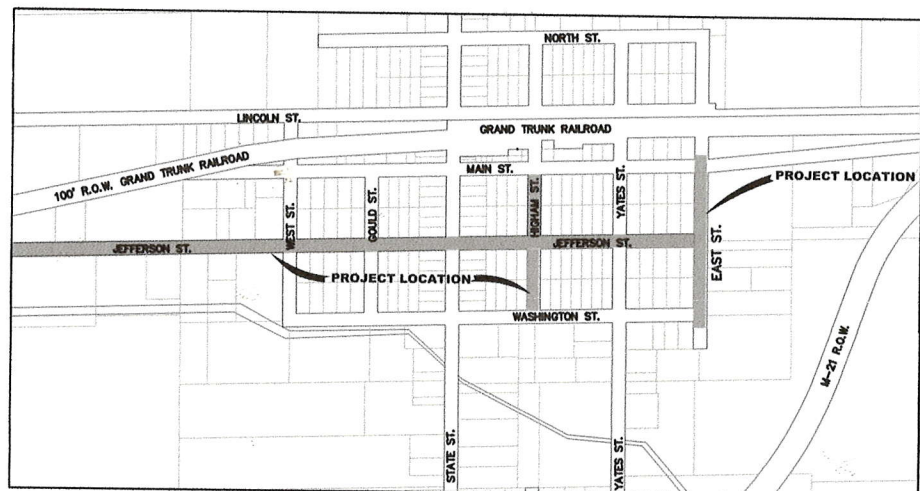 NORTH ST.
LINCOLN ST.
GRAND TRUNK RAILROAD
100' R.O.W. GRAND TRUNK RAILROAD
MAIN ST.
WEST ST.
GOULD ST.
HIGHAM ST.
YATES ST.
PROJECT LOCATION
JEFFERSON ST.
JEFFERSON ST.
EAST ST.
PROJECT LOCATION
WASHINGTON ST.
M-21 R.O.W.
STATE ST.
YATES ST.